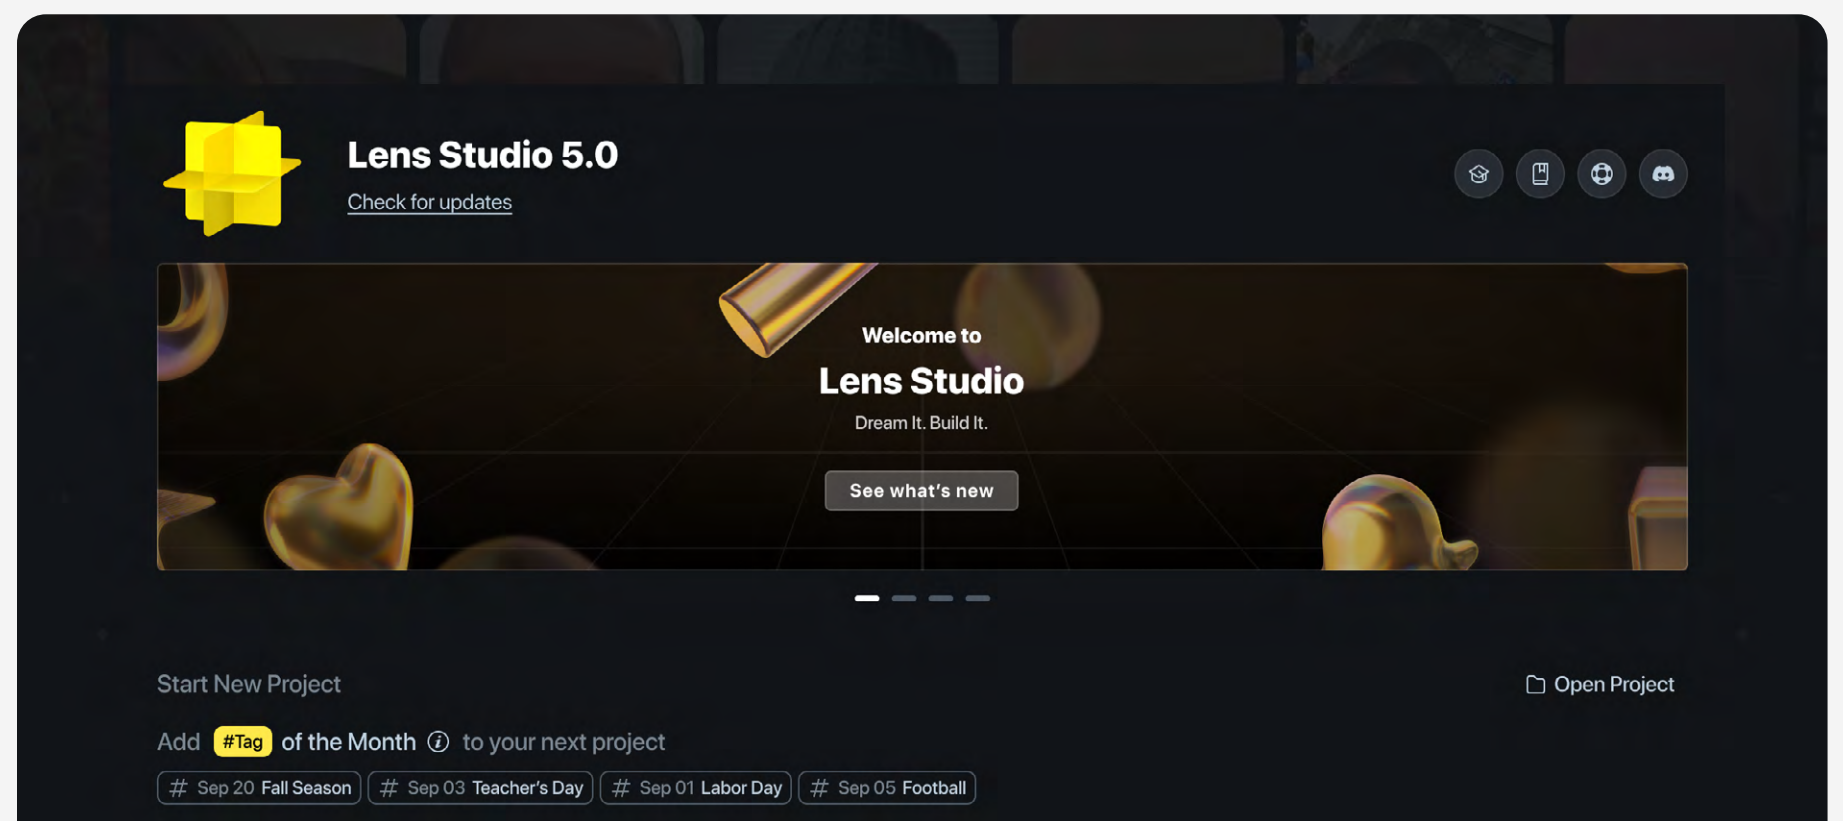 Lens Studio 5.0
Check for updates
Welcome to
Lens Studio
Dream It. Build It.
See what's new
Start New Project
Open Project
Add #Tag of the Month to your next project
# Sep 20 Fall Season # Sep 03 Teacher's Day # Sep 01 Labor Day # Sep 05 Football